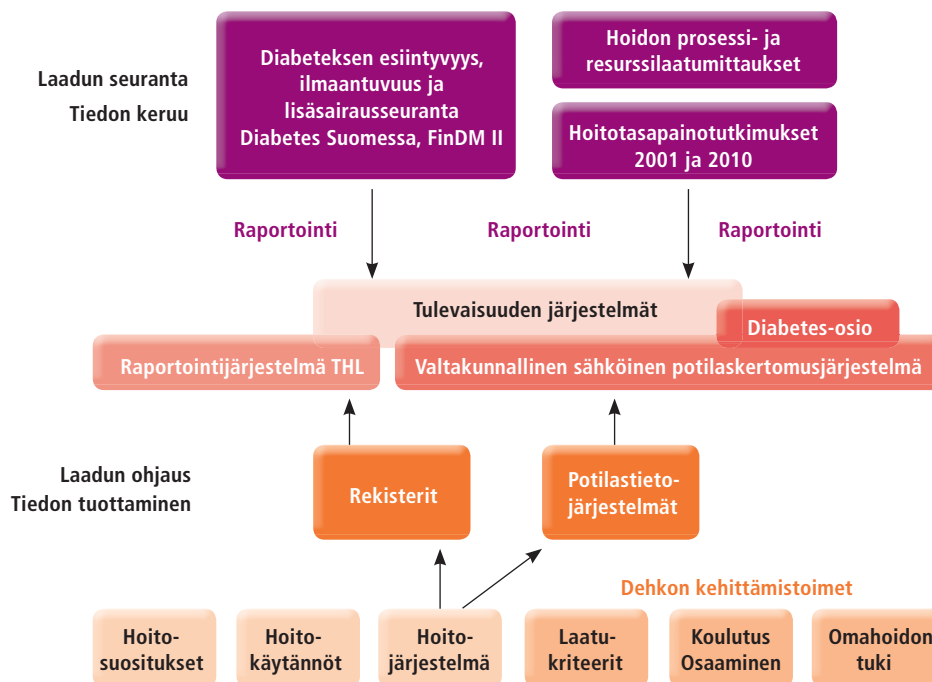 Laadun seuranta
Tiedon keruu
Diabeteksen esiintyvyys,
ilmaantuvuus ja
lisäsairausseuranta
Diabetes Suomessa, FinDM II
Hoidon prosessi- ja
resurssilaatumittaukset
Hoitotasapainotutkimukset
2001 ja 2010
Raportointi
Raportointi
Raportointi
Tulevaisuuden järjestelmät
Diabetes-osio
Raportointijärjestelmä THL
Valtakunnallinen sähköinen potilaskertomusjärjestelmä
Laadun ohjaus
Tiedon tuottaminen
Rekisterit
Potilastieto-
järjestelmät
Dehkon kehittämistoimet
Hoito-
suositukset
Hoito-
käytännöt
Hoito-
järjestelmä
Laatu-
kriteerit
Koulutus
Osaaminen
Omahoidon
tuki